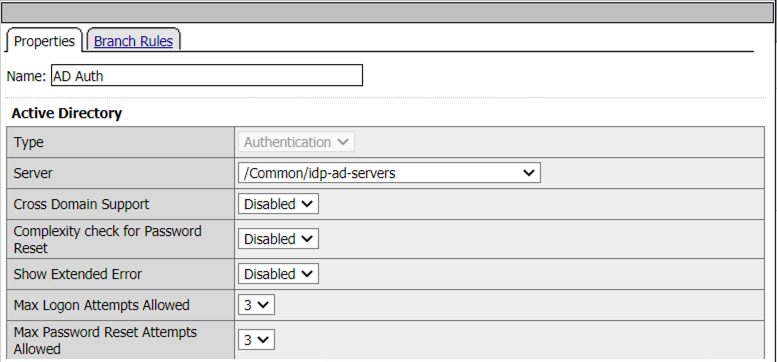 Properties Branch Rules
Name: AD Auth
Active Directory
Type Authentication
Server /Common/idp-ad-servers
Cross Domain Support Disabled
Complexity check for Password
Reset Disabled
Show Extended Error Disabled
Max Logon Attempts Allowed 3
Max Password Reset Attempts
Allowed 3